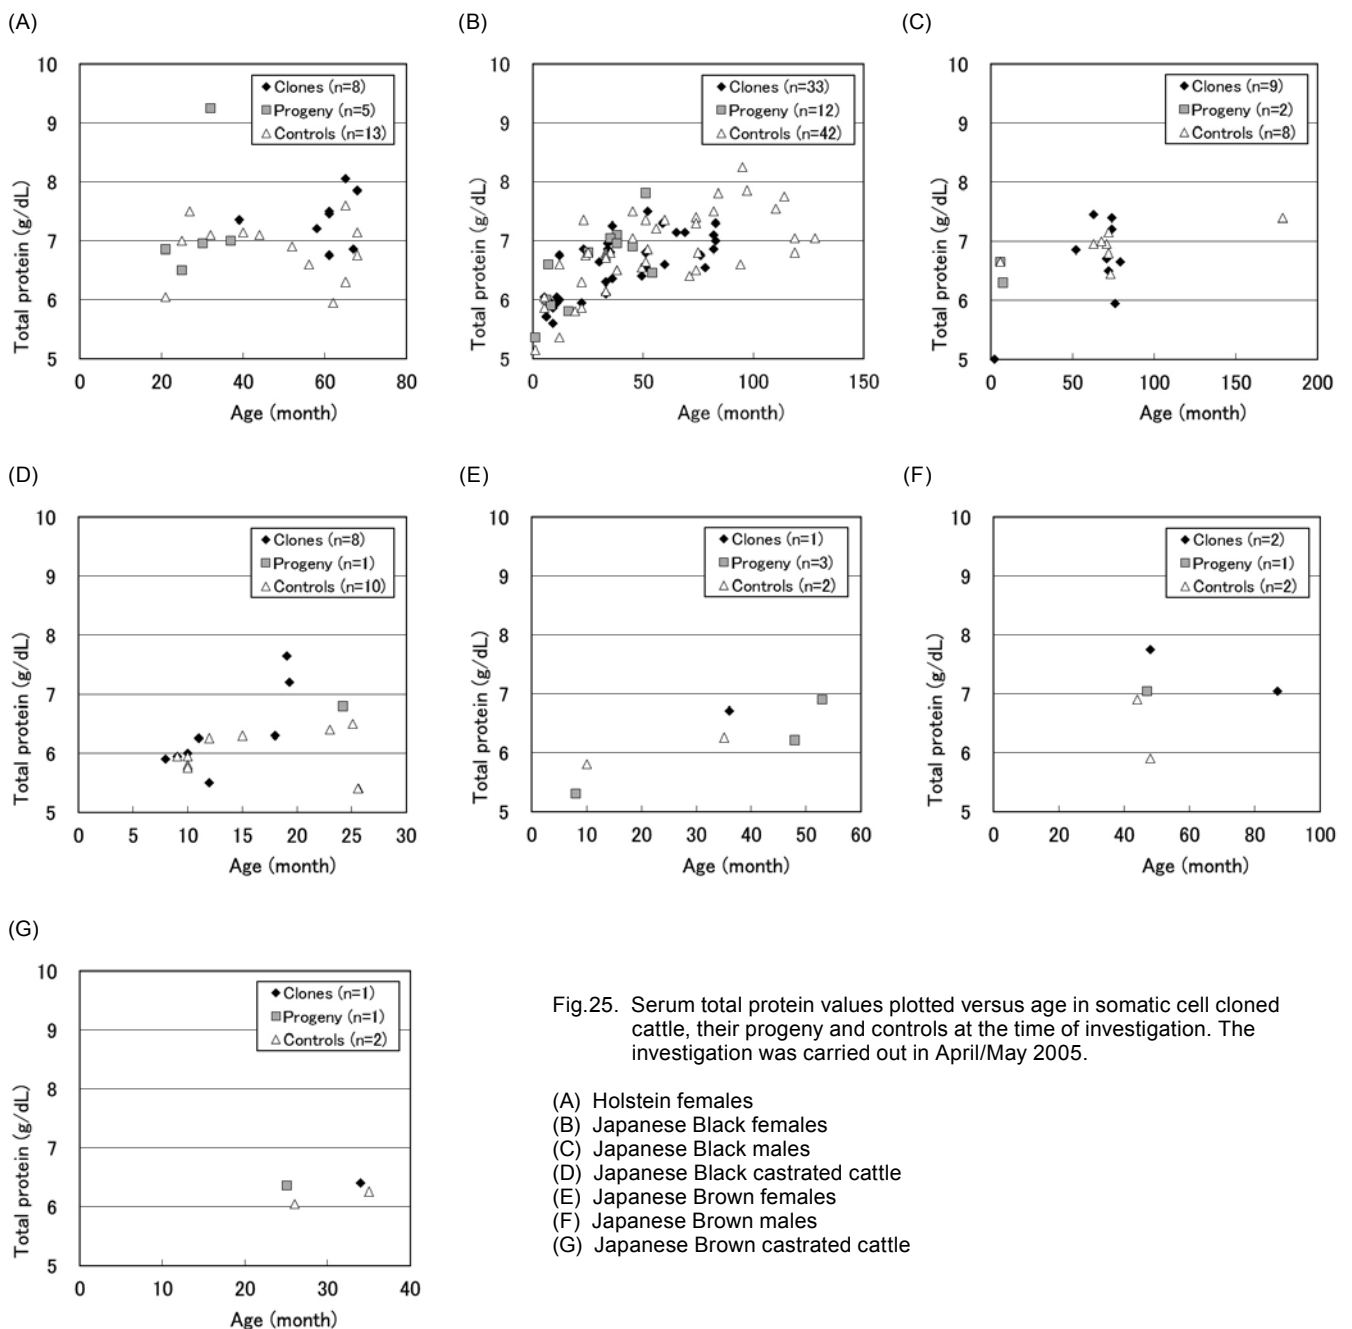 (A)
10
9
8
7
6
5
0
20
40
60
80
Total protein (g/dL)
Age (month)
Clones (n=8)
Progeny (n=5)
Controls (n=13)
(B)
10
9
8
7
6
5
0
50
100
150
Total protein (g/dL)
Age (month)
Clones (n=33)
Progeny (n=12)
Controls (n=42)
(C)
10
9
8
7
6
5
0
50
100
150
200
Total protein (g/dL)
Age (month)
Clones (n=9)
Progeny (n=2)
Controls (n=8)
(D)
10
9
8
7
6
5
0
5
10
15
20
25
30
Total protein (g/dL)
Age (month)
Clones (n=8)
Progeny (n=1)
Controls (n=10)
(E)
10
9
8
7
6
5
0
10
20
30
40
50
60
Total protein (g/dL)
Age (month)
Clones (n=1)
Progeny (n=3)
Controls (n=2)
(F)
10
9
8
7
6
5
0
20
40
60
80
100
Total protein (g/dL)
Age (month)
Clones (n=2)
Progeny (n=1)
Controls (n=2)
(G)
10
9
8
7
6
5
0
10
20
30
40
Total protein (g/dL)
Age (month)
Clones (n=1)
Progeny (n=1)
Controls (n=2)
Fig.25. Serum total protein values plotted versus age in somatic cell cloned
cattle, their progeny and controls at the time of investigation. The
investigation was carried out in April/May 2005.
(A) Holstein females
(B) Japanese Black females
(C) Japanese Black males
(D) Japanese Black castrated cattle
(E) Japanese Brown females
(F) Japanese Brown males
(G) Japanese Brown castrated cattle